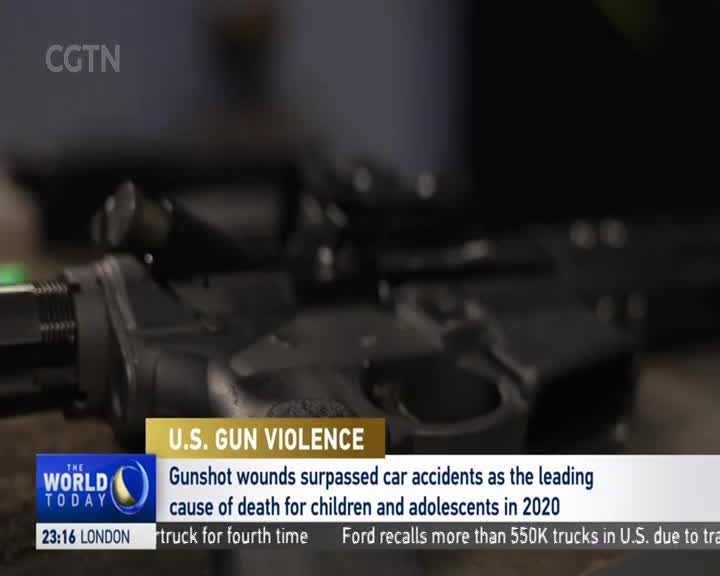 CGTN
U.S. GUN VIOLENCE
THE
WORLD
TODAY
Gunshot wounds surpassed car accidents as the leading
cause of death for children and adolescents in 2020
23:16 LONDON
rtruck for fourth time Ford recalls more than 550K trucks in U.S. due to tra